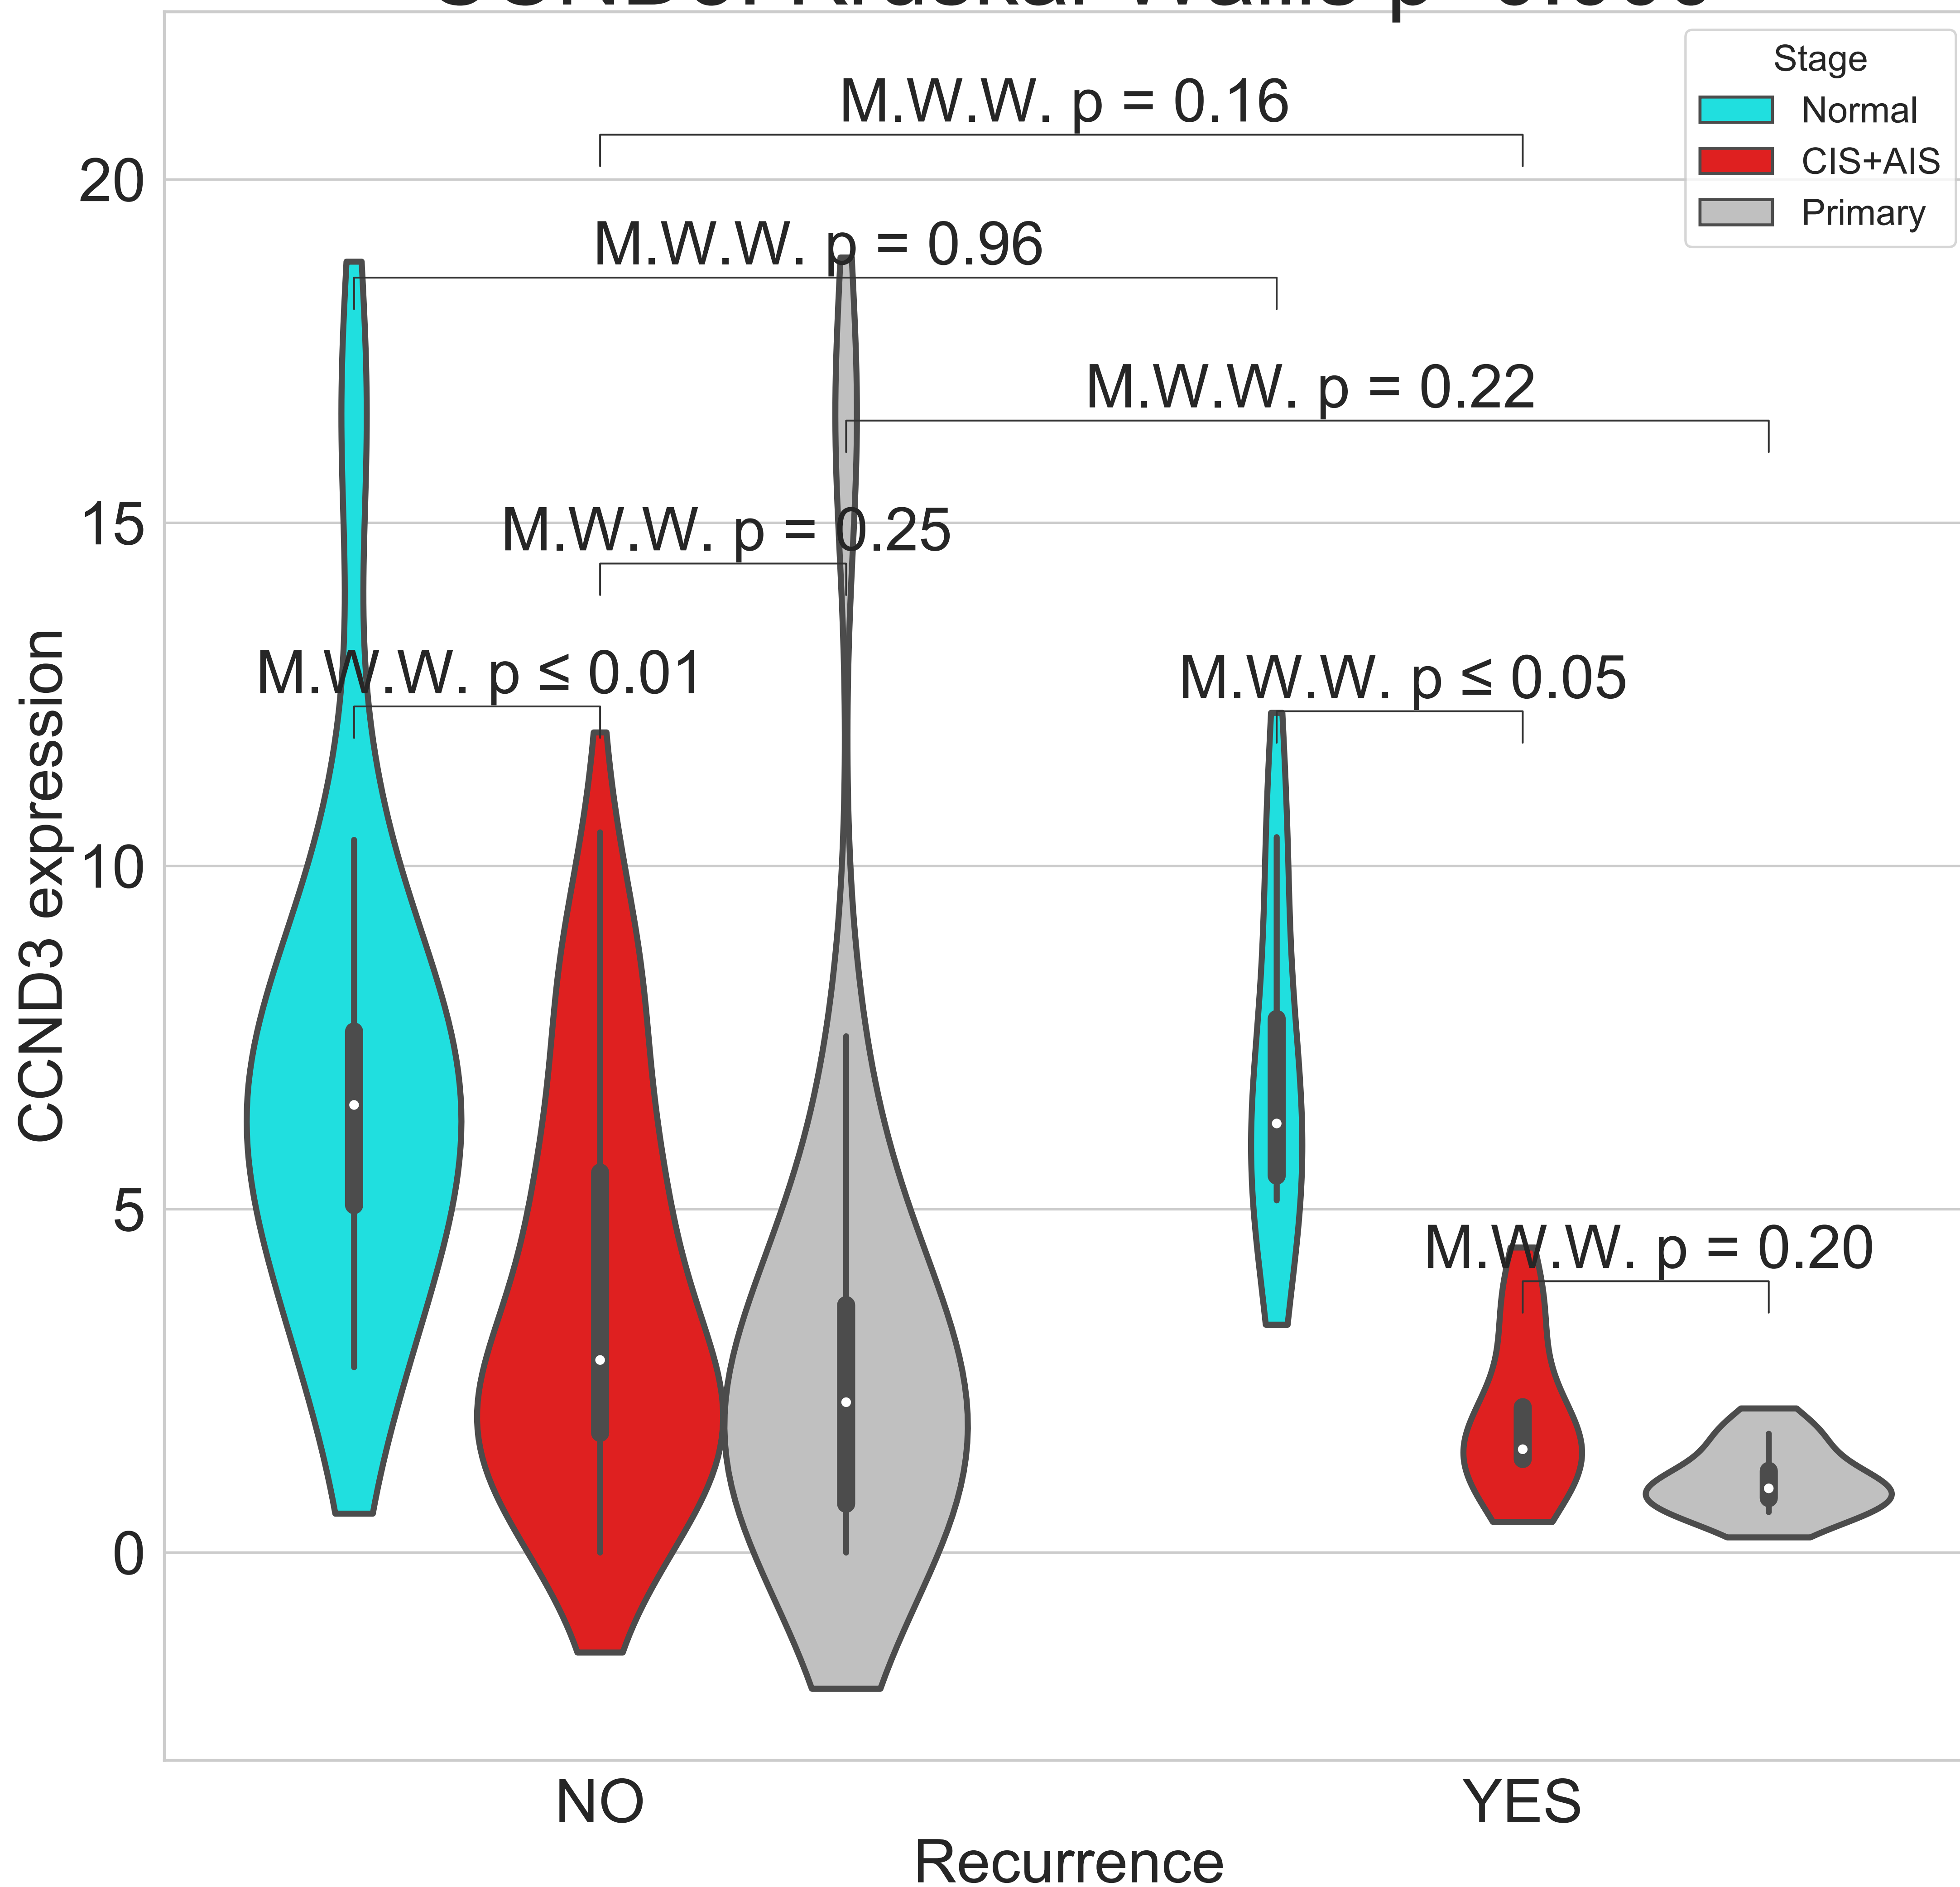 Stage
Normal
CIS+AIS
Primary
M.W.W. p = 0.16
M.W.W. p = 0.96
M.W.W. p = 0.22
M.W.W. p = 0.25
M.W.W. p ≤ 0.01
M.W.W. p ≤ 0.05
M.W.W. p = 0.20
20
15
10
5
0
CCND3 expression
NO
YES
Recurrence